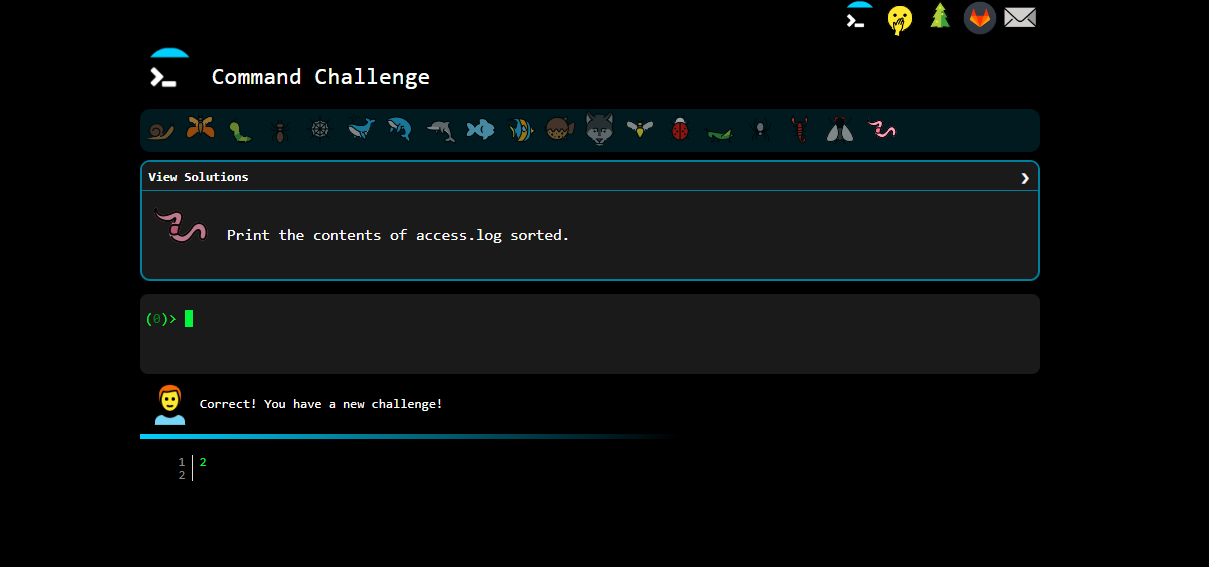 Command Challenge
View Solutions
Print the contents of access.log sorted.
(0)>
Correct! You have a new challenge!
1 2
2